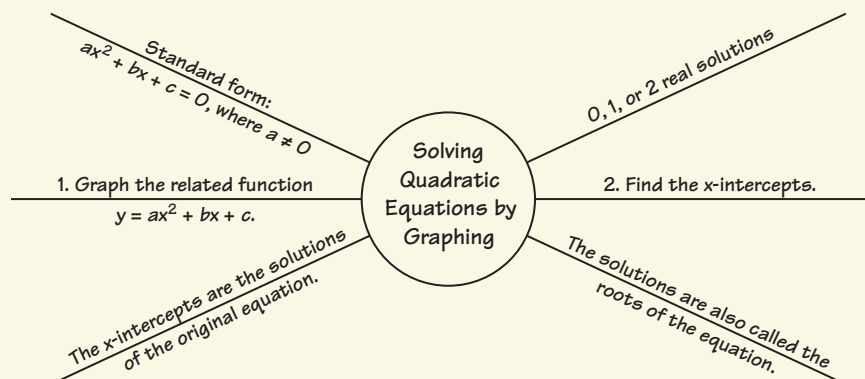 Standard form:
ax² + bx + c = 0, where a ≠ 0
0, 1, or 2 real solutions
Solving
Quadratic
Equations by
Graphing
1. Graph the related function
y = ax² + bx + c.
2. Find the x-intercepts.
The x-intercepts are the solutions
of the original equation.
The solutions are also called the
roots of the equation.